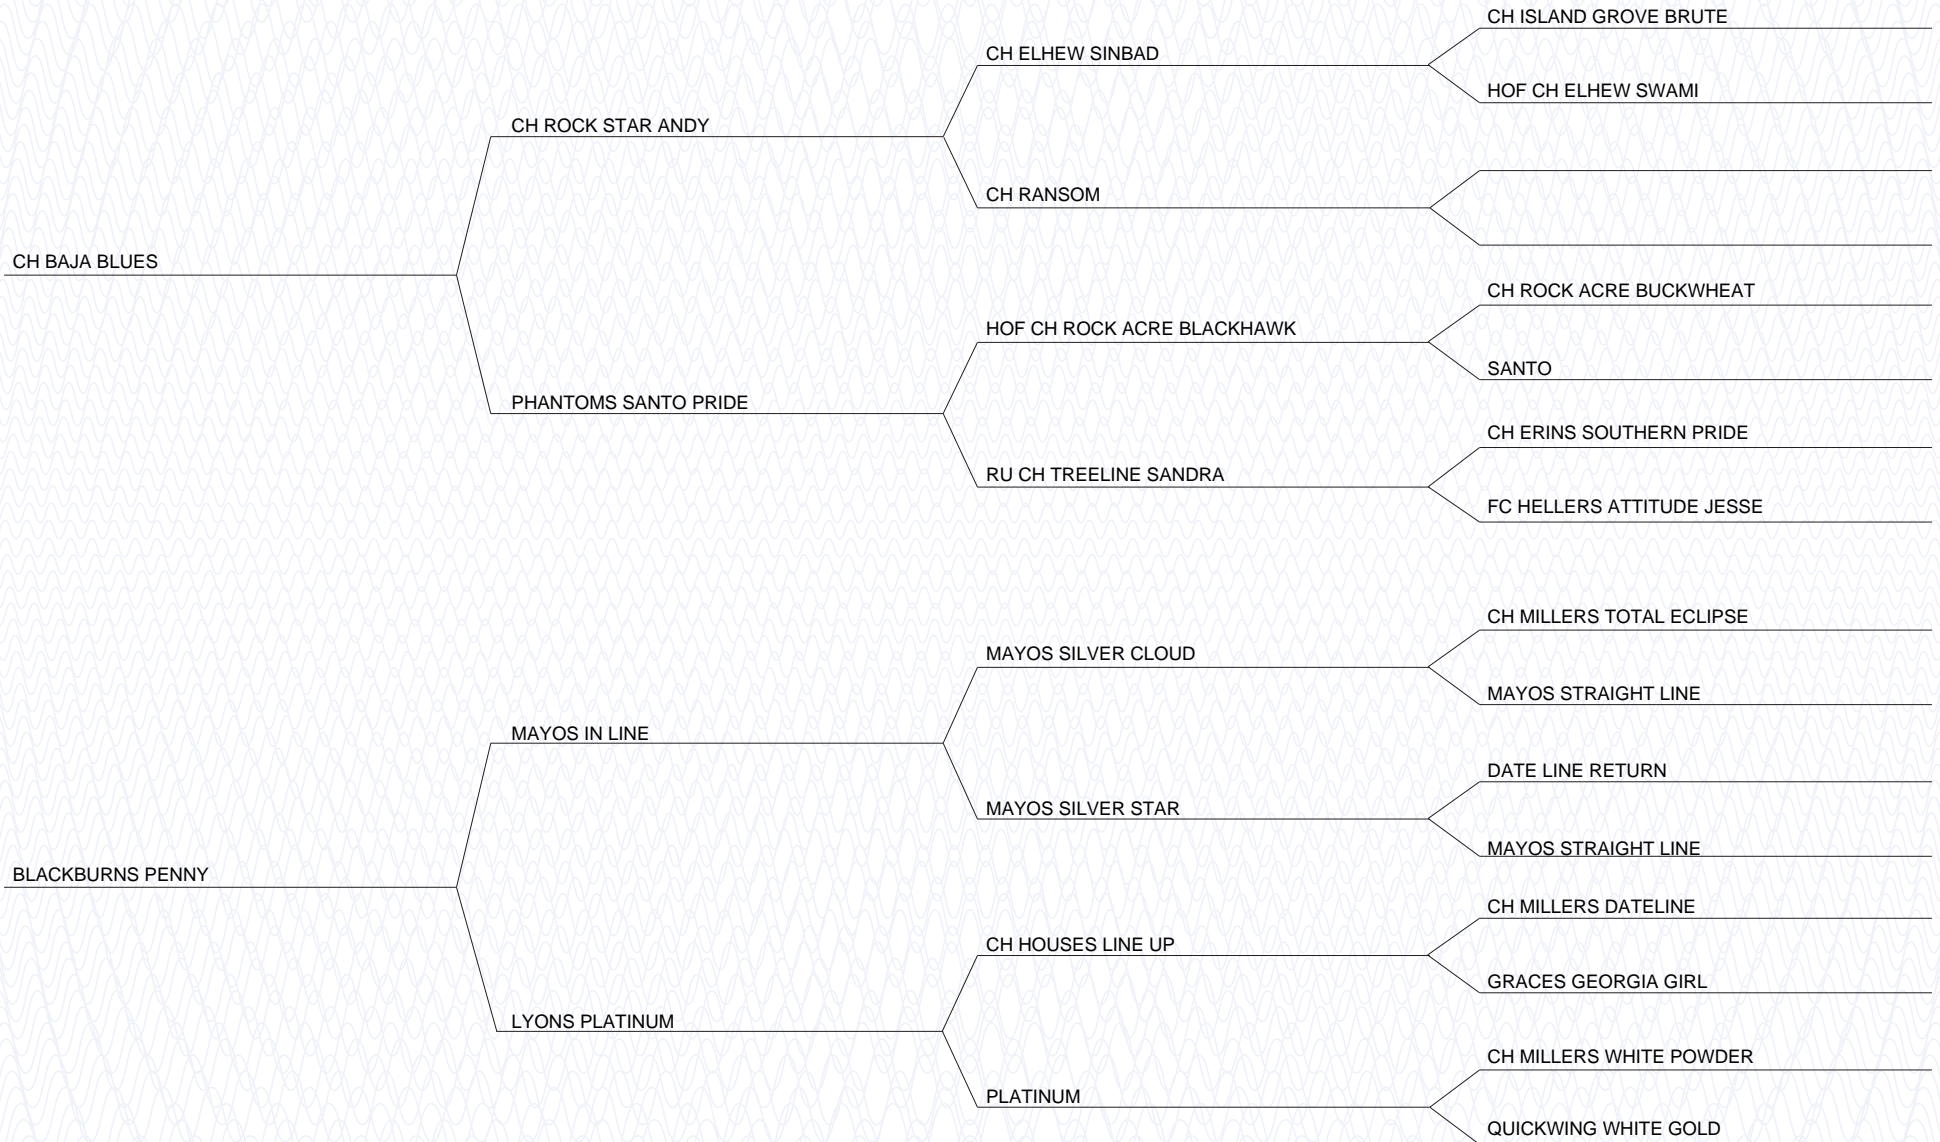 CH ISLAND GROVE BRUTE
CH ELHEW SINBAD
HOF CH ELHEW SWAMI
CH ROCK STAR ANDY
CH RANSOM
CH BAJA BLUES
CH ROCK ACRE BUCKWHEAT
HOF CH ROCK ACRE BLACKHAWK
SANTO
PHANTOMS SANTO PRIDE
CH ERINS SOUTHERN PRIDE
RU CH TREELINE SANDRA
FC HELLERS ATTITUDE JESSE
CH MILLERS TOTAL ECLIPSE
MAYOS SILVER CLOUD
MAYOS STRAIGHT LINE
MAYOS IN LINE
DATE LINE RETURN
MAYOS SILVER STAR
MAYOS STRAIGHT LINE
BLACKBURNS PENNY
CH MILLERS DATELINE
CH HOUSES LINE UP
GRACES GEORGIA GIRL
LYONS PLATINUM
CH MILLERS WHITE POWDER
PLATINUM
QUICKWING WHITE GOLD